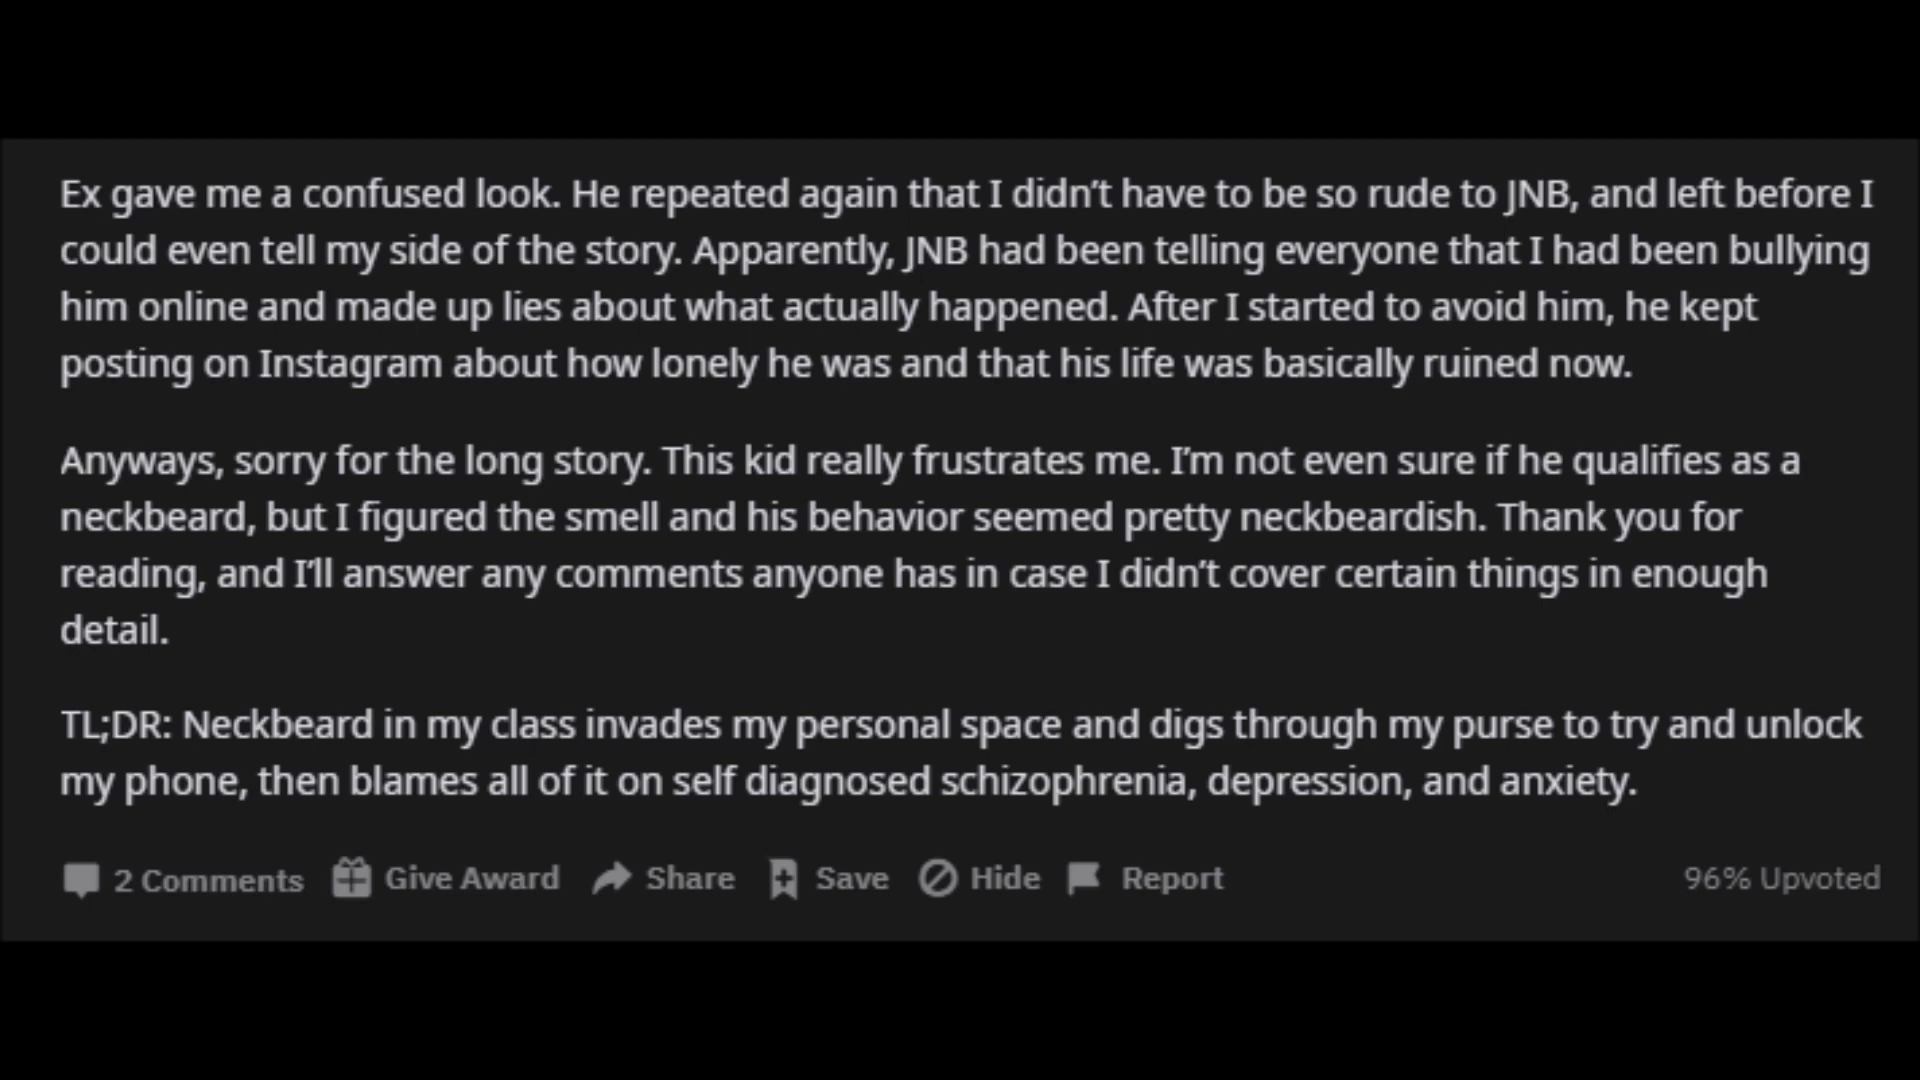 Ex gave me a confused look. He repeated again that I didn’t have to be so rude to JNB, and left before I
could even tell my side of the story. Apparently, JNB had been telling everyone that I had been bullying
him online and made up lies about what actually happened. After I started to avoid him, he kept
posting on Instagram about how lonely he was and that his life was basically ruined now.
Anyways, sorry for the long story. This kid really frustrates me. I’m not even sure if he qualifies as a
neckbeard, but I figured the smell and his behavior seemed pretty neckbeardish. Thank you for
reading, and I’ll answer any comments anyone has in case I didn’t cover certain things in enough
detail.
TL;DR: Neckbeard in my class invades my personal space and digs through my purse to try and unlock
my phone, then blames all of it on self diagnosed schizophrenia, depression, and anxiety.
2 Comments Give Award Share Save Hide Report 96% Upvoted